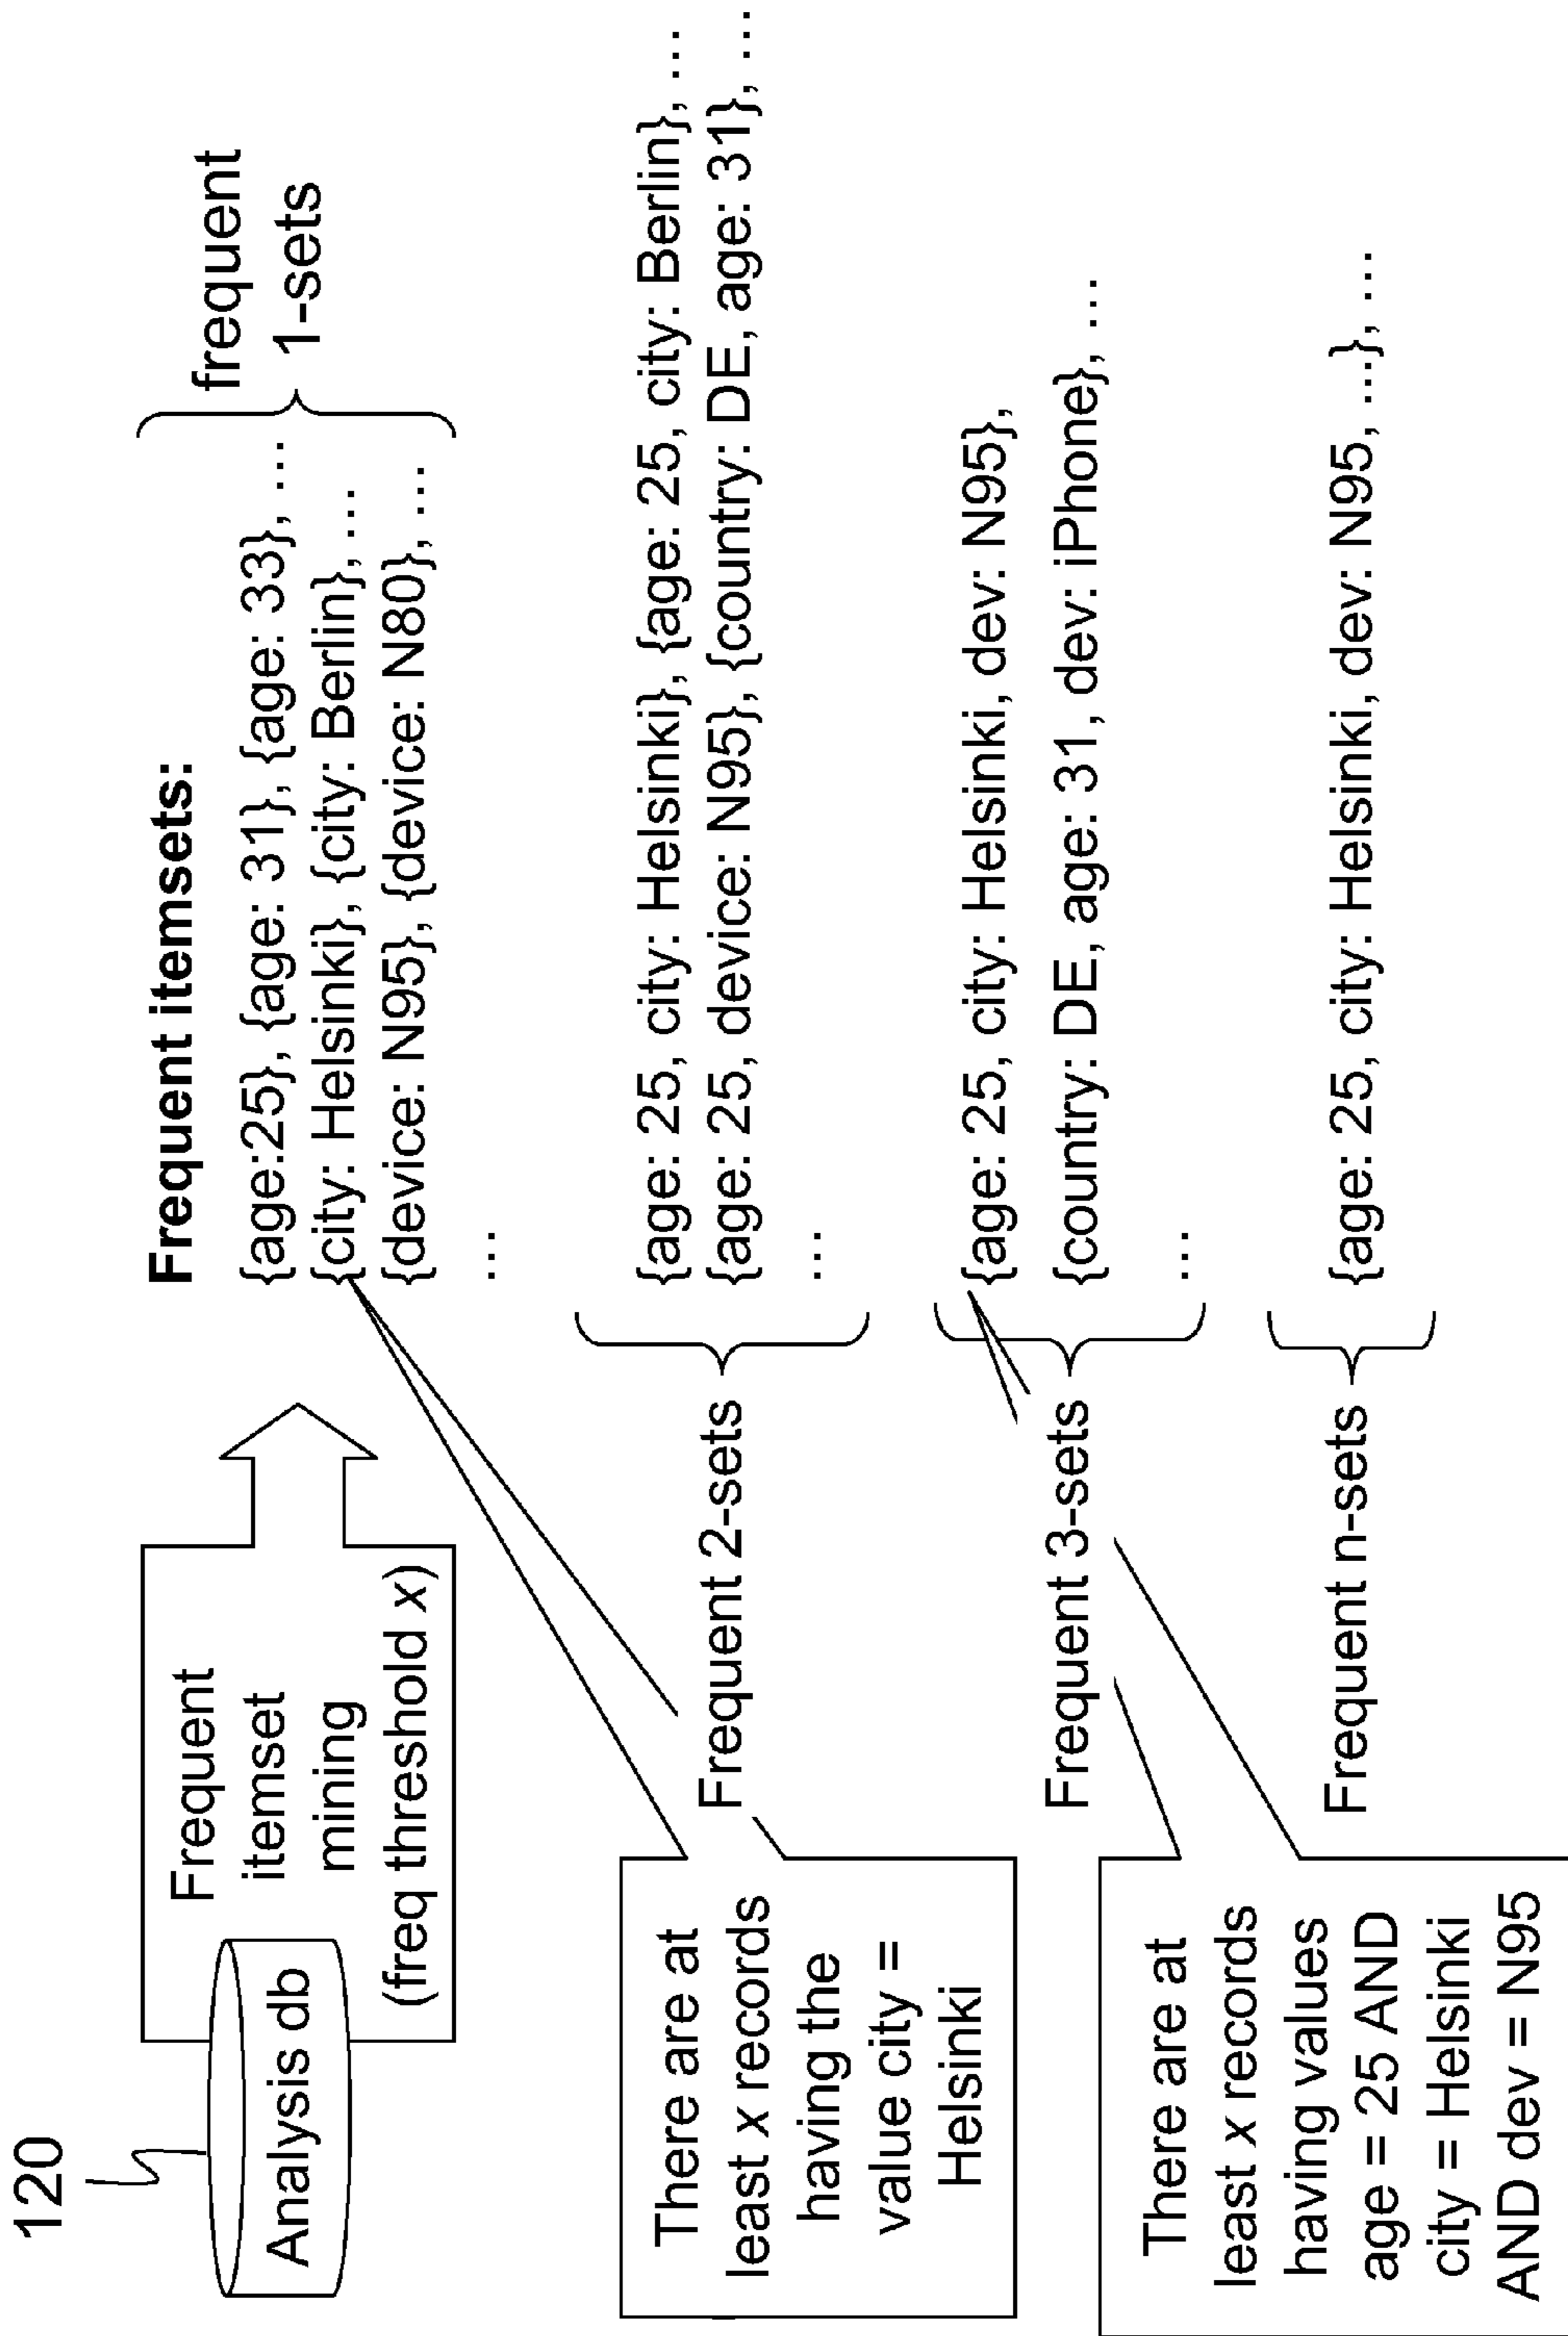 120
Analysis db
Frequent
itemset
mining
(freq threshold x)
Frequent itemsets:
{age:25}, {age: 31}, {age: 33}, ...
{city: Helsinki}, {city: Berlin}, ...
{device: N95}, {device: N80}, ...
...
frequent
1-sets
There are at
least x records
having the
value city =
Helsinki
Frequent 2-sets
{age: 25, city: Helsinki}, {age: 25, city: Berlin}, ...
{age: 25, device: N95}, {country: DE, age: 31}, ...
...
Frequent 3-sets
{age: 25, city: Helsinki, dev: N95},
{country: DE, age: 31, dev: iPhone}, ...
...
There are at
least x records
having values
age = 25 AND
city = Helsinki
AND dev = N95
Frequent n-sets
{age: 25, city: Helsinki, dev: N95, ...}, ...